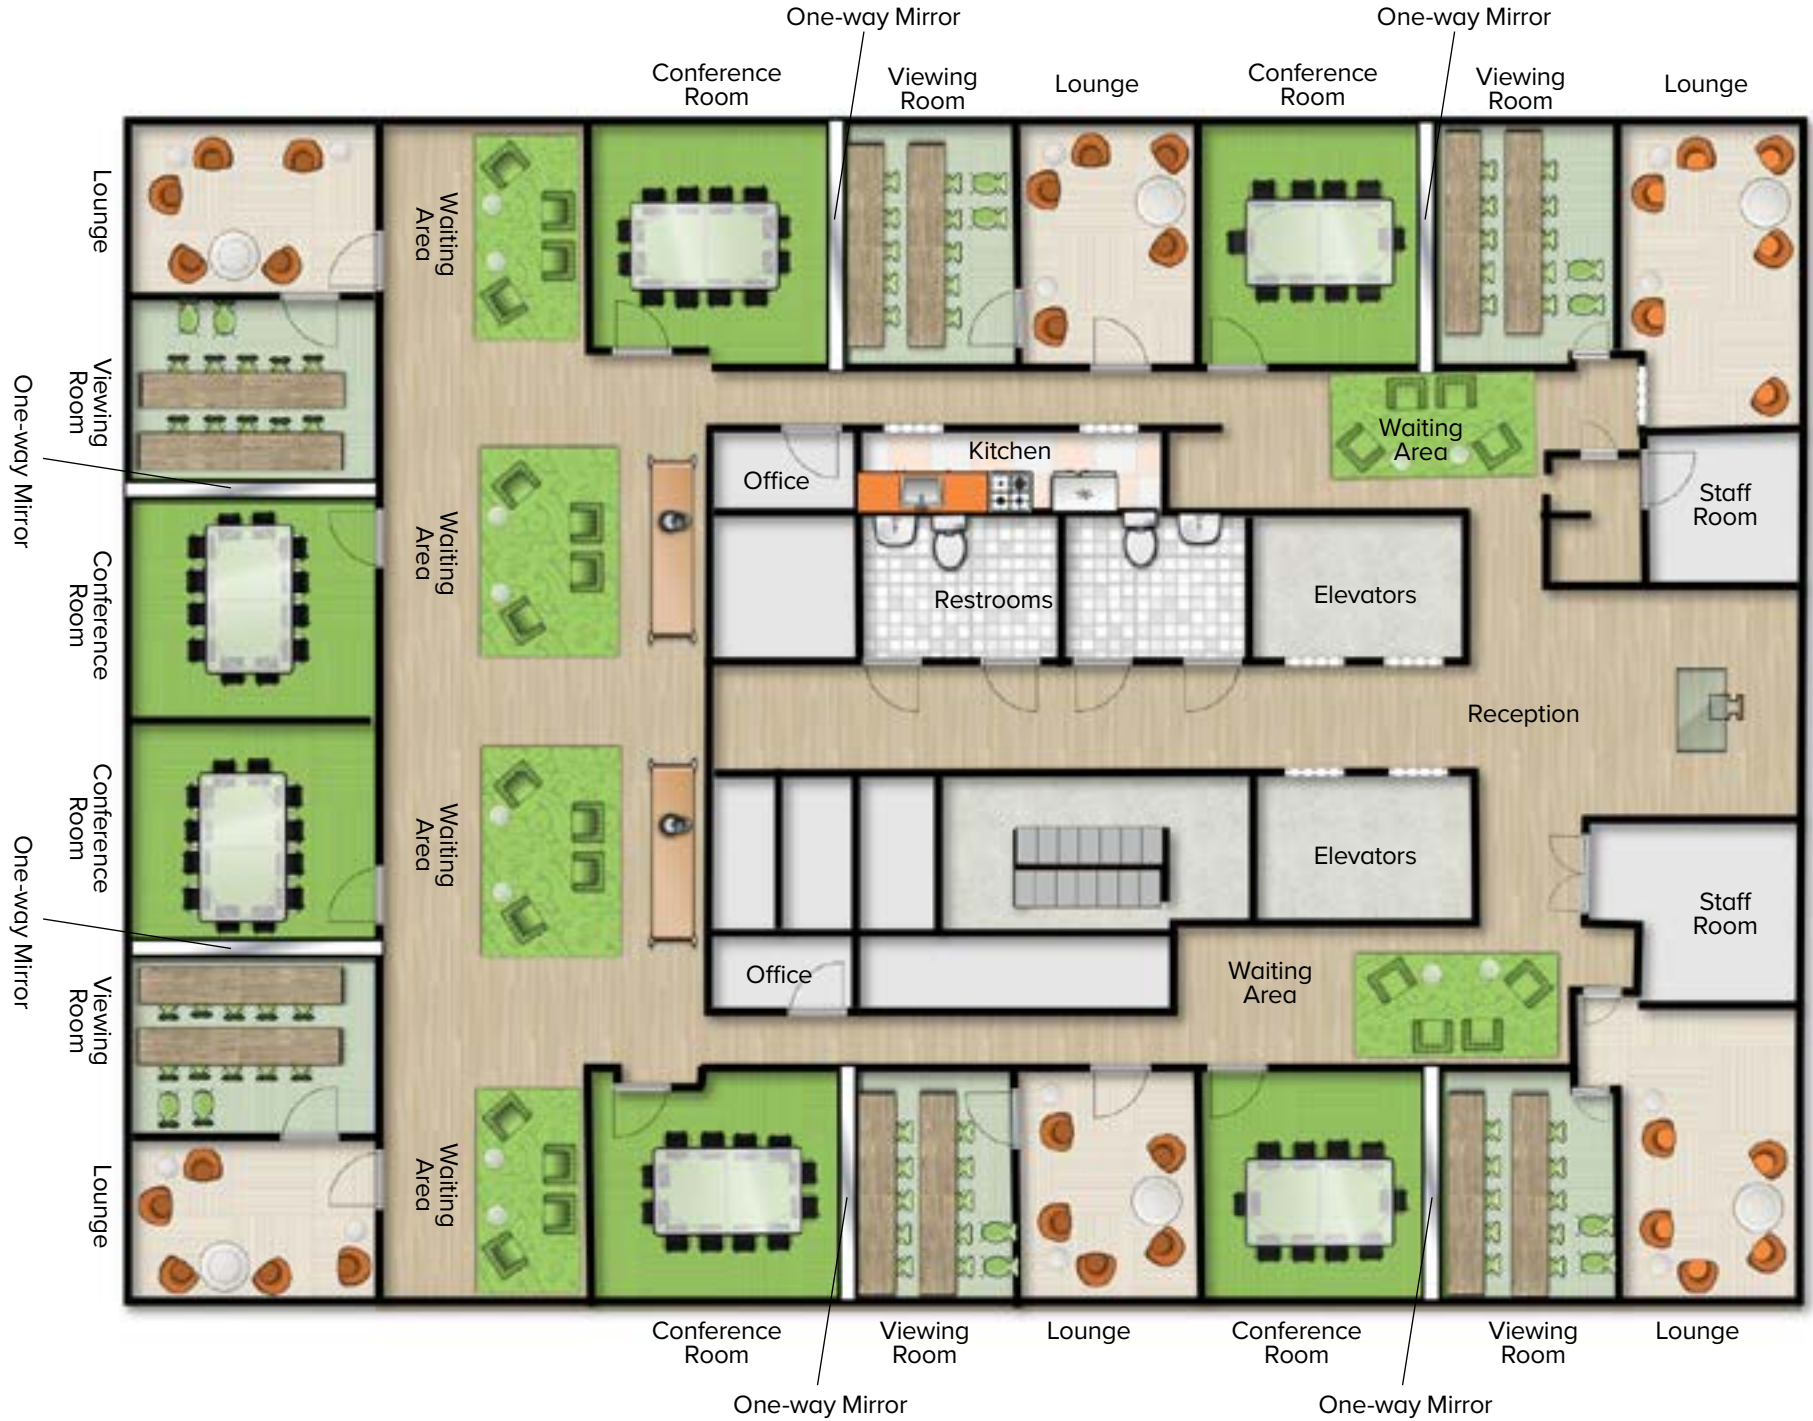 One-way Mirror
One-way Mirror
Conference
Room
Viewing
Room
Lounge
Conference
Room
Viewing
Room
Lounge
Lounge
Waiting
Area
Viewing
Room
One-way Mirror
Waiting
Area
Kitchen
Office
Staff
Room
Waiting
Area
Conference
Room
Restrooms
Elevators
Reception
Conference
Room
Waiting
Area
Elevators
One-way Mirror
Staff
Room
Office
Waiting
Area
Viewing
Room
Waiting
Area
Lounge
Conference
Room
Viewing
Room
Lounge
Conference
Room
Viewing
Room
Lounge
One-way Mirror
One-way Mirror